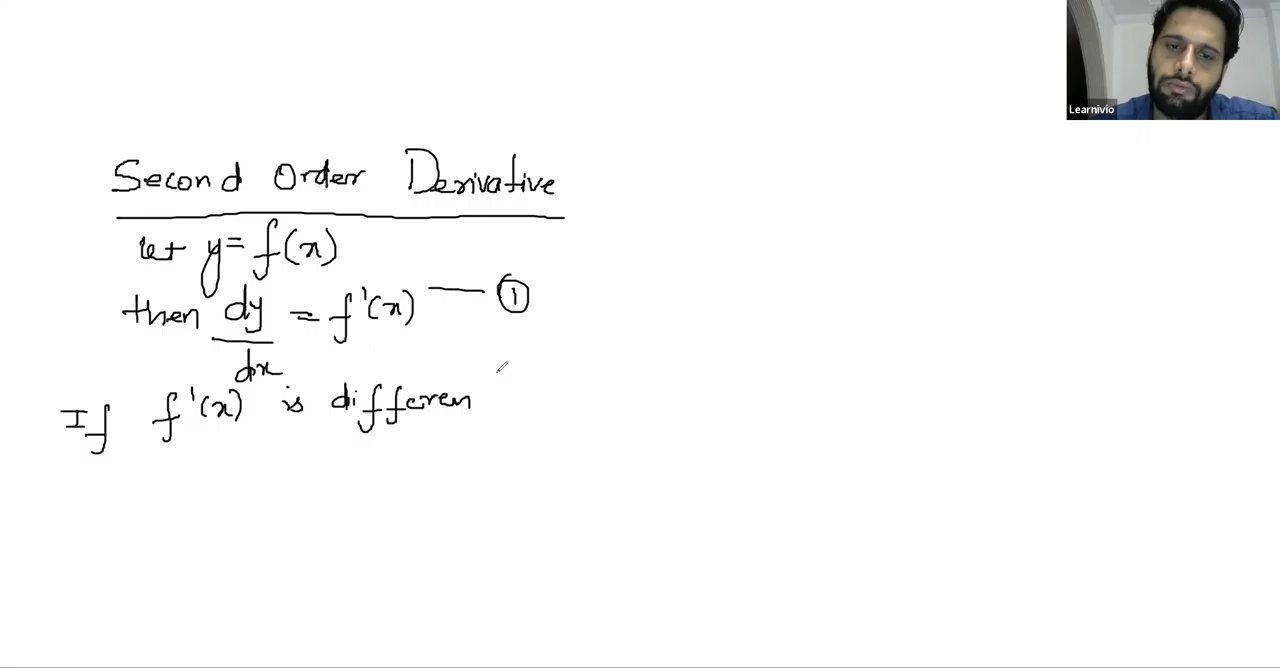 Learnivio
Second Order Derivative
let y = f(x)
then dy/dx = f'(x) — ①
If f'(x) is differen